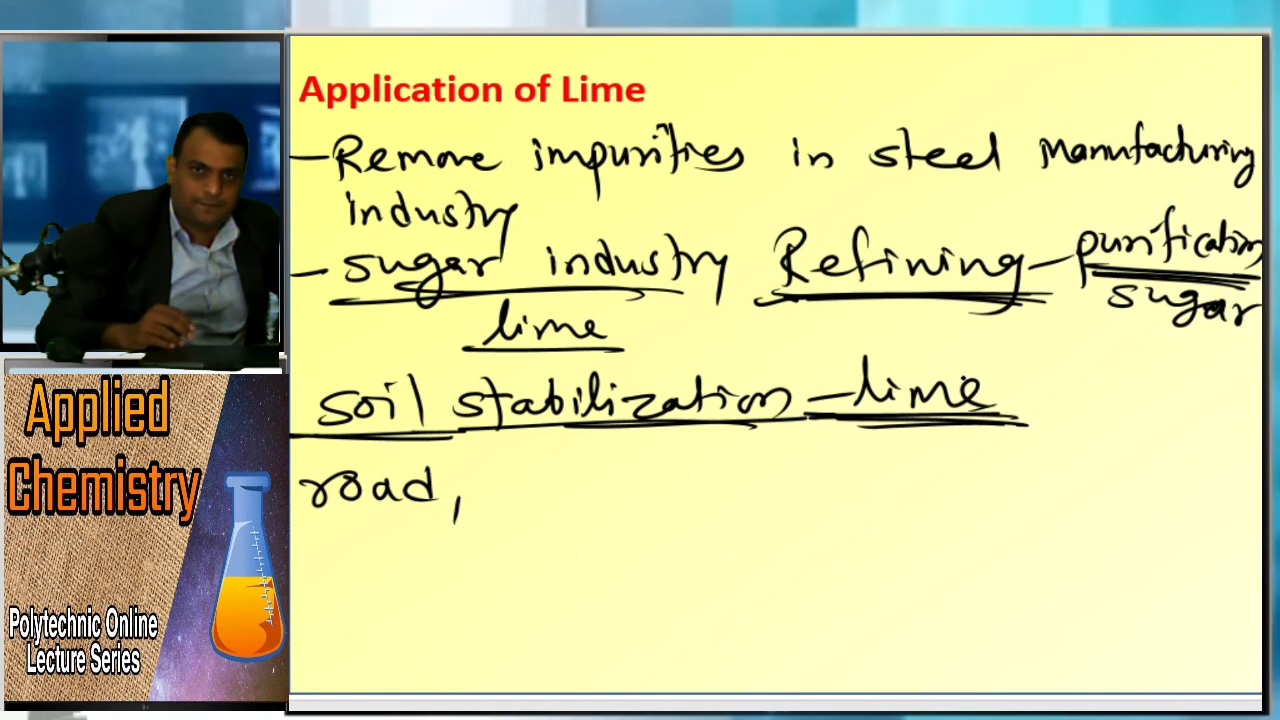 Application of Lime
– Remove impurities in steel Manufacturing
industry
– sugar industry Refining – purification
sugar
lime
soil stabilization – lime
road,
Applied
Chemistry
Polytechnic Online
Lecture Series